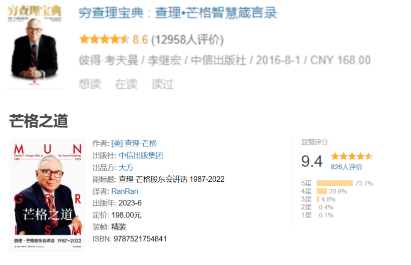 穷查理宝典
穷查理宝典：查理•芒格智慧箴言录
8.6 (12958人评价)
彼得 考夫曼 / 李继宏 / 中信出版社 / 2016-8-1 / CNY 168.00
想读 在读 读过
芒格之道
MUN
GER
芒格之道
查理·芒格股东会讲话 1987-2022
作者: [美] 查理·芒格
出版社: 中信出版集团
出品方: 大方
副标题: 查理·芒格股东会讲话 1987-2022
译者: RanRan
出版年: 2023-6
定价: 198.00元
装帧: 精装
ISBN: 9787521754841
豆瓣评分
9.4
826人评价
5星 73.7%
4星 20.9%
3星 4.8%
2星 0.4%
1星 0.1%